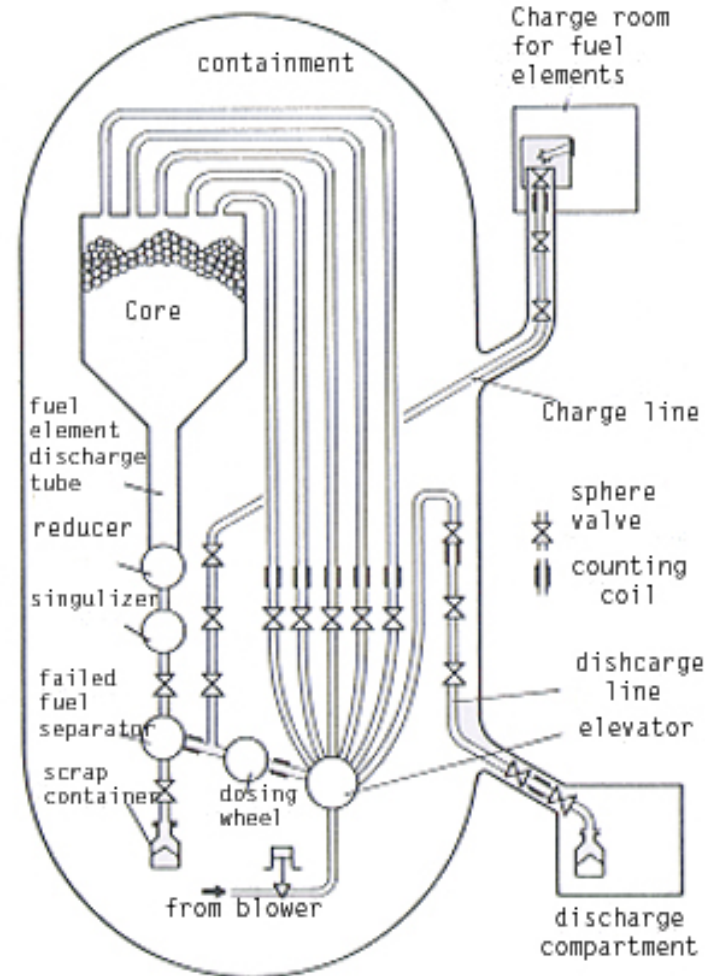 Charge room
for fuel
elements
containment
Core
fuel
element
discharge
tube
Charge line
sphere
valve
counting
coil
reducer
singulizer
failed
fuel
separator
dishcarge
line
elevator
scrap
container
dosing
wheel
from blower
discharge
compartment